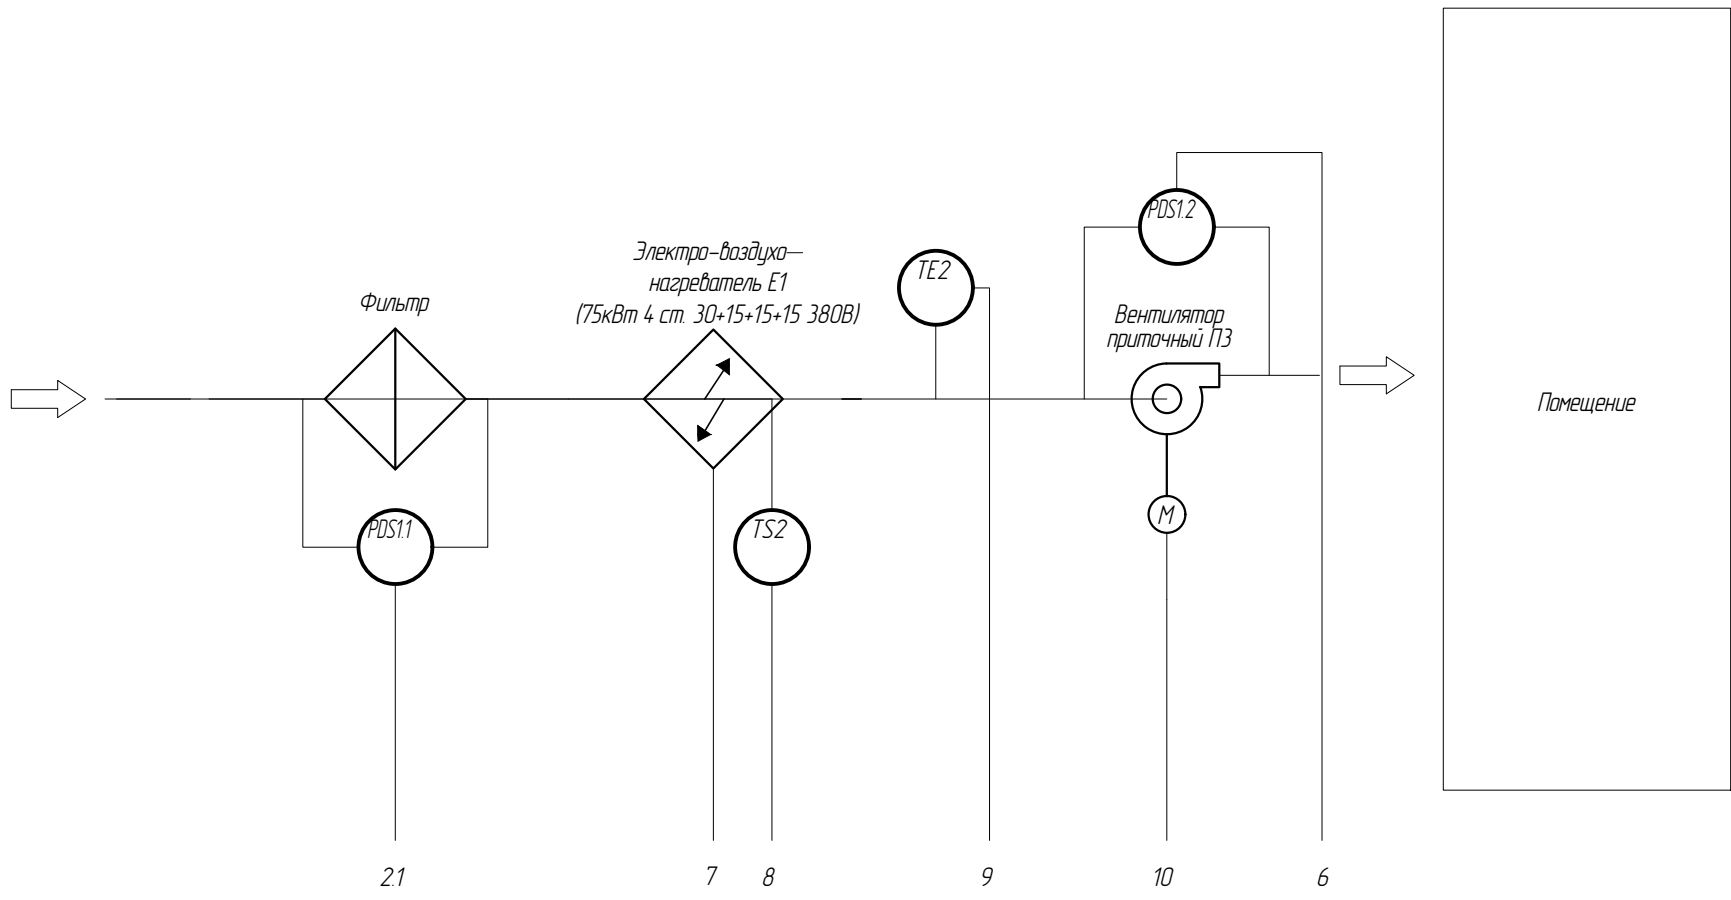 Фильтр
Электро-воздухо-
нагреватель Е1
(75кВт 4 ст. 30+15+15+15 380В)
TE2
PDS1.2
Вентилятор
приточный П3
Помещение
PDS1.1
TS2
M
2.1
7
8
9
10
6